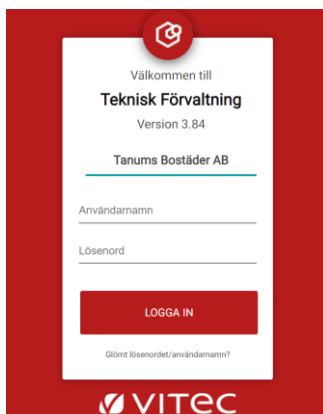 Välkommen till
Teknisk Förvaltning
Version 3.84
Tanums Bostäder AB
Användarnamn
Lösenord
LOGGA IN
Glömt lösenordet/användarnamn?
VITEC